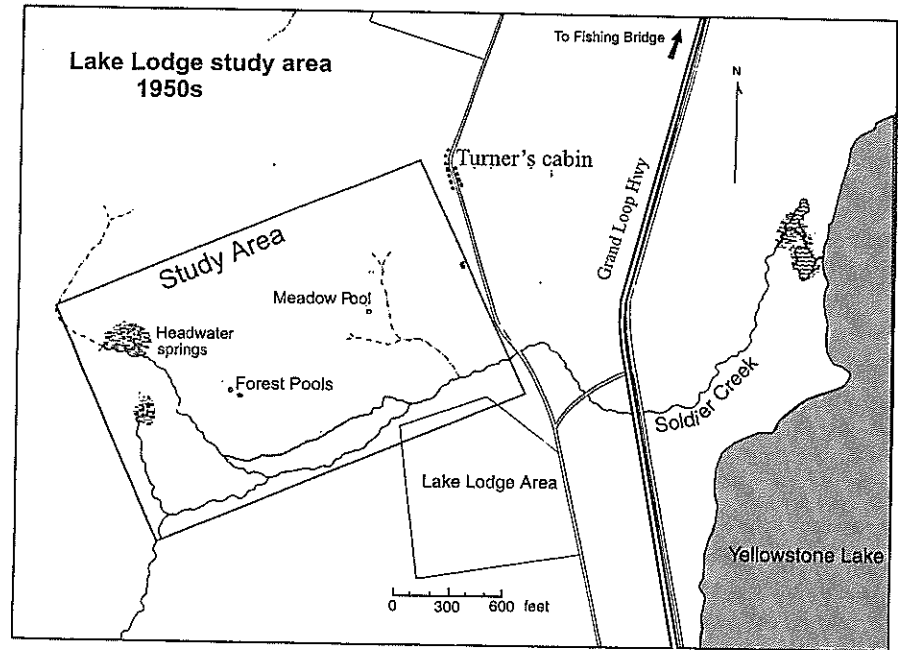 Lake Lodge study area
1950s
To Fishing Bridge
N
Turner's cabin
Grand Loop Hwy
Study Area
Meadow Pool
Headwater
springs
Forest Pools
Soldier Creek
Lake Lodge Area
Yellowstone Lake
0 300 600 feet